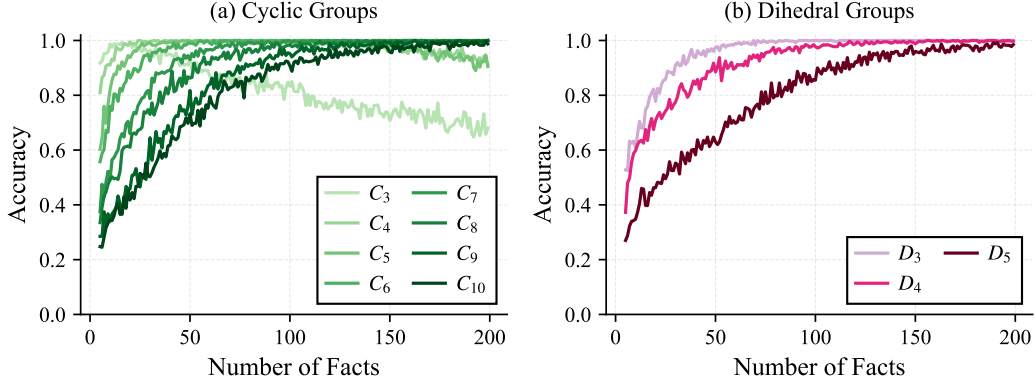 (a) Cyclic Groups
1.0
0.8
0.6
0.4
0.2
0.0
Accuracy
0
50
100
150
200
Number of Facts
C3
C4
C5
C6
C7
C8
C9
C10
(b) Dihedral Groups
1.0
0.8
0.6
0.4
0.2
0.0
Accuracy
0
50
100
150
200
Number of Facts
D3
D4
D5